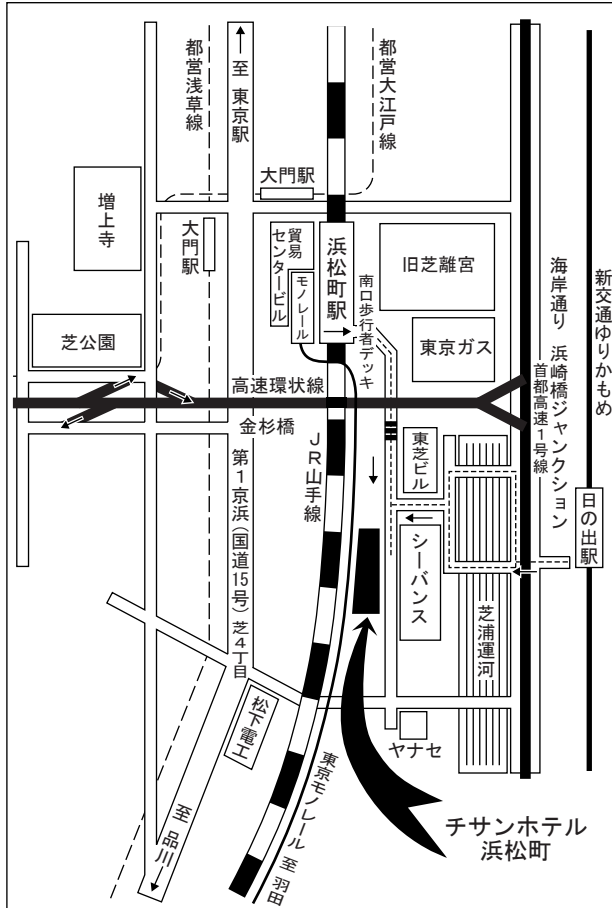 都営浅草線
至 東京駅
都営大江戸線
大門駅
増上寺
大門駅
貿易
センタービル
モノレール
浜松町駅
南口歩行者デッキ
旧芝離宮
東京ガス
海岸通り 浜崎橋ジャンクション
首都高速1号線
新交通ゆりかもめ
芝公園
高速環状線
金杉橋
JR山手線
第1京浜(国道15号)芝4丁目
東芝ビル
シーバンス
日の出駅
芝浦運河
松下電工
ヤナセ
至 品川
東京モノレール 至 羽田
チサンホテル
浜松町